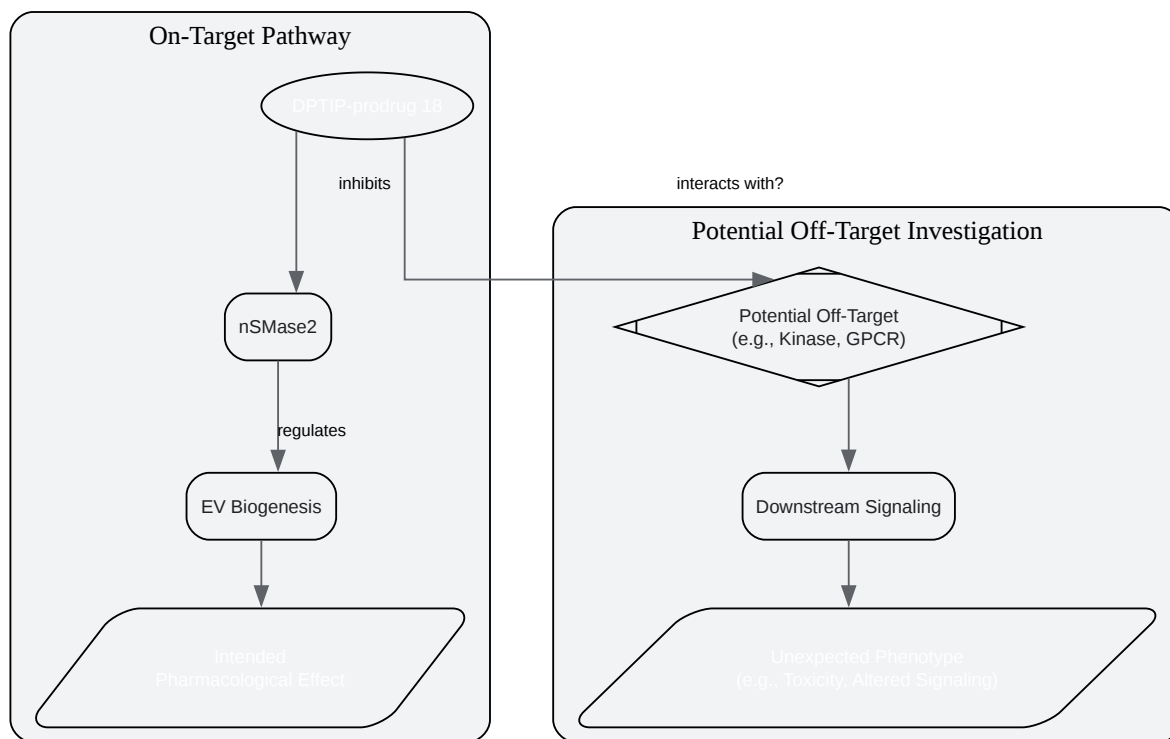 On-Target Pathway
DPTIP-prodrug 18
inhibits
interacts with?
Potential Off-Target Investigation
nSMase2
Potential Off-Target
(e.g., Kinase, GPCR)
regulates
EV Biogenesis
Downstream Signaling
Intended
Pharmacological Effect
Unexpected Phenotype
(e.g., Toxicity, Altered Signaling)